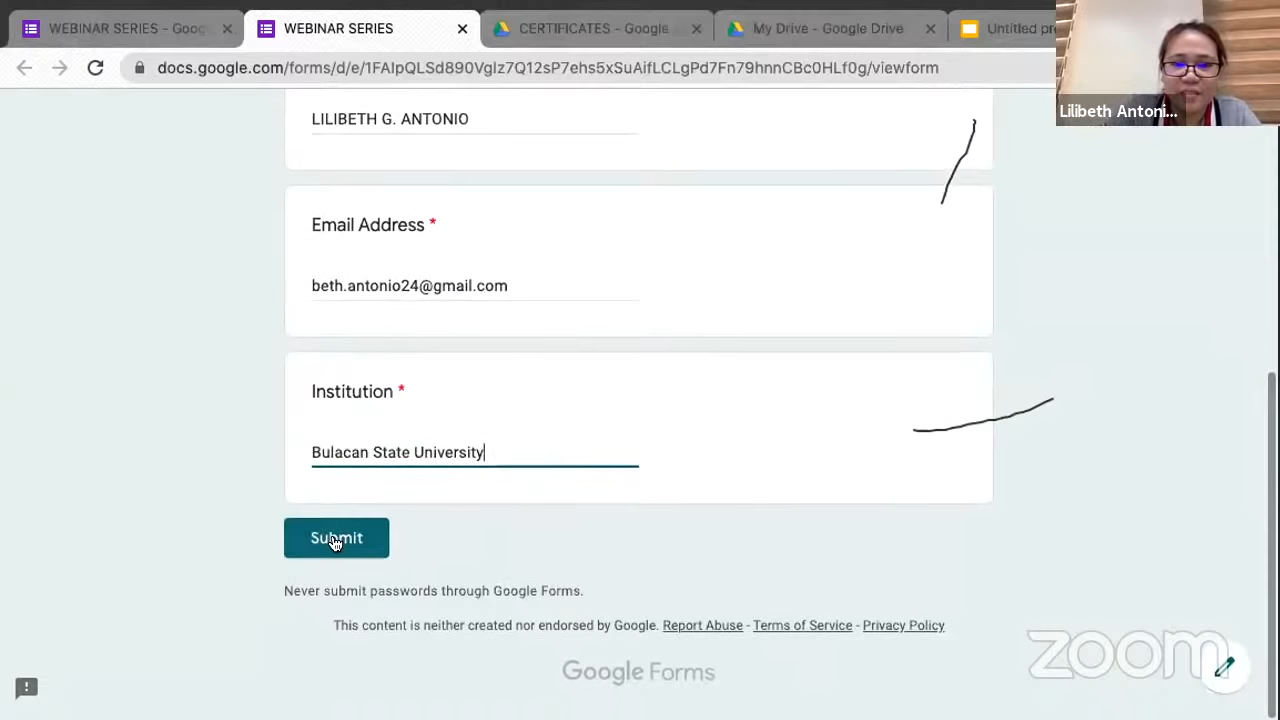 WEBINAR SERIES - Goog
WEBINAR SERIES
CERTIFICATES - Google
My Drive - Google Drive
Untitled pre
docs.google.com/forms/d/e/1FAIpQLSd890VgIz7Q12sP7ehs5xSuAifLCLgPd7Fn79hnnCBc0HLf0g/viewform
Lilibeth Antoni...
LILIBETH G. ANTONIO
Email Address *
beth.antonio24@gmail.com
Institution *
Bulacan State University
Submit
Never submit passwords through Google Forms.
This content is neither created nor endorsed by Google. Report Abuse - Terms of Service - Privacy Policy
Google Forms
zoom